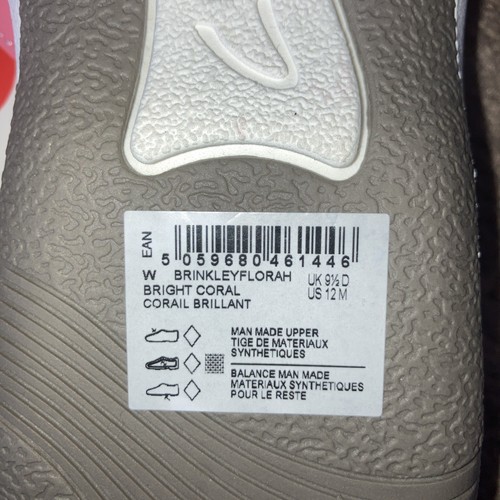 EAN
5 059680 461446
W BRINKLEYFLORAH UK 9½ D
BRIGHT CORAL US 12 M
CORAIL BRILLANT
MAN MADE UPPER
TIGE DE MATERIAUX
SYNTHETIQUES
BALANCE MAN MADE
MATERIAUX SYNTHETIQUES
POUR LE RESTE